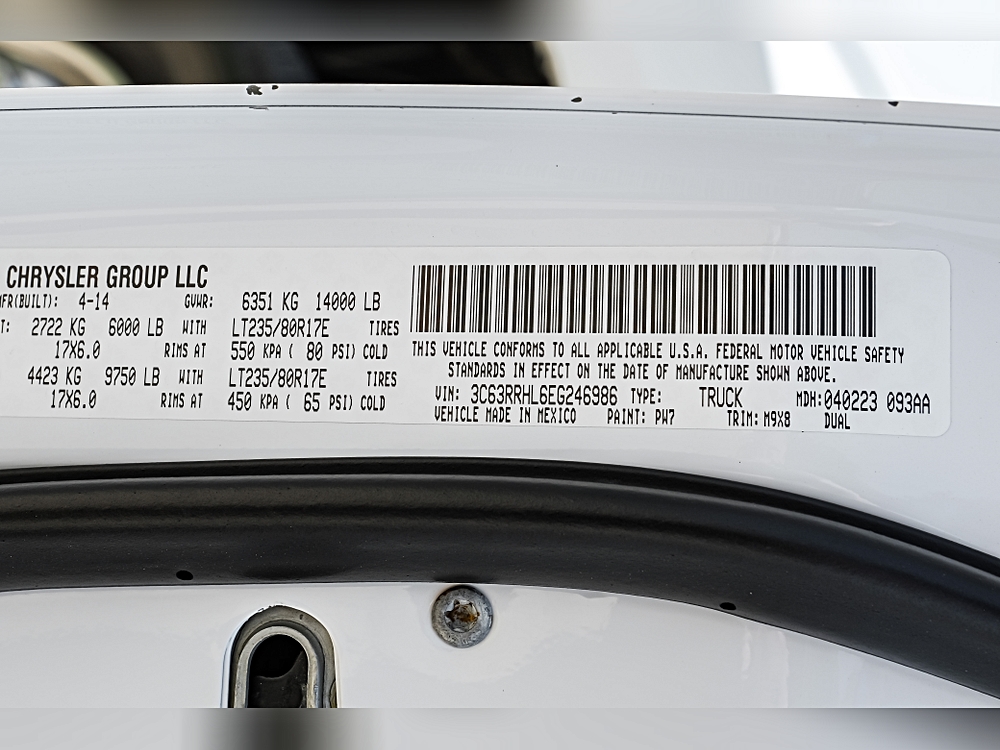 CHRYSLER GROUP LLC
MFR(BUILT): 4-14 GVWR: 6351 KG 14000 LB
T: 2722 KG 6000 LB WITH LT235/80R17E TIRES
17X6.0 RIMS AT 550 KPA ( 80 PSI) COLD
4423 KG 9750 LB WITH LT235/80R17E TIRES
17X6.0 RIMS AT 450 KPA ( 65 PSI) COLD
THIS VEHICLE CONFORMS TO ALL APPLICABLE U.S.A. FEDERAL MOTOR VEHICLE SAFETY
STANDARDS IN EFFECT ON THE DATE OF MANUFACTURE SHOWN ABOVE.
VIN: 3C63RRHL6EG246986 TYPE: TRUCK MDH:040223 093AA
VEHICLE MADE IN MEXICO PAINT: PW7 TRIM: M9X8 DUAL